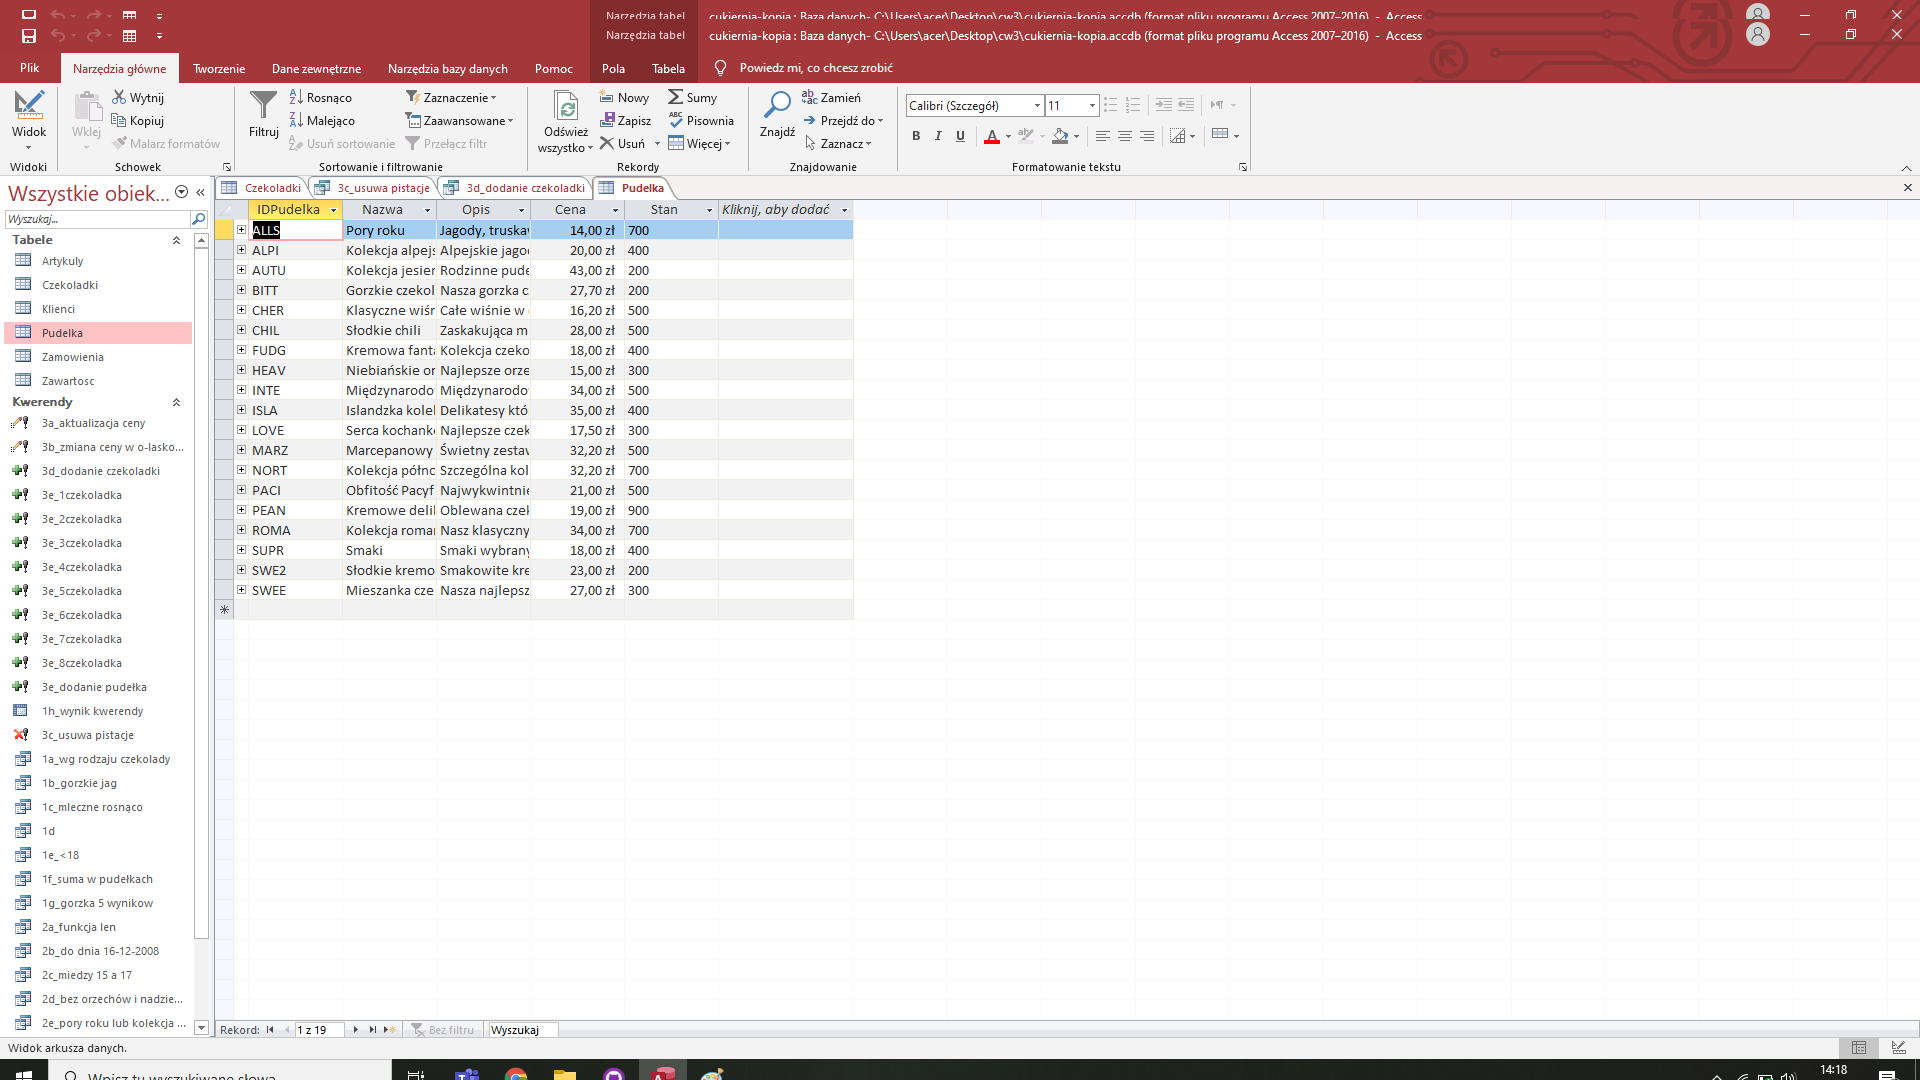 Narzędzia tabel cukiernia-kopia : Baza danych- C:\Users\acer\Desktop\cw3\cukiernia-kopia.accdb (format pliku programu Access 2007–2016) - Access
Narzędzia tabel cukiernia-kopia : Baza danych- C:\Users\acer\Desktop\cw3\cukiernia-kopia.accdb (format pliku programu Access 2007–2016) - Access
Plik Narzędzia główne Tworzenie Dane zewnętrzne Narzędzia bazy danych Pomoc Pola Tabela Powiedz mi, co chcesz zrobić
Widok
Widoki
Wklej
Wytnij
Kopiuj
Malarz formatów
Schowek
Filtruj
Rosnąco
Malejąco
Usuń sortowanie
Zaznaczenie
Zaawansowane
Przełącz filtr
Sortowanie i filtrowanie
Odśwież
wszystko
Nowy
Zapisz
Usuń
Sumy
Pisownia
Więcej
Rekordy
Znajdź
Zamień
Przejdź do
Zaznacz
Znajdowanie
Calibri (Szczegół) 11
B I U A
Formatowanie tekstu
Wszystkie obiek...
Wyszukaj...
Tabele
Artykuly
Czekoladki
Klienci
Pudelka
Zamowienia
Zawartosc
Kwerendy
3a_aktualizacja ceny
3b_zmiana ceny w o-lasko...
3d_dodanie czekoladki
3e_1czekoladka
3e_2czekoladka
3e_3czekoladka
3e_4czekoladka
3e_5czekoladka
3e_6czekoladka
3e_7czekoladka
3e_8czekoladka
3e_dodanie pudełka
1h_wynik kwerendy
3c_usuwa pistacje
1a_wg rodzaju czekolady
1b_gorzkie jag
1c_mleczne rosnąco
1d
1e_<18
1f_suma w pudełkach
1g_gorzka 5 wynikow
2a_funkcja len
2b_do dnia 16-12-2008
2c_miedzy 15 a 17
2d_bez orzechów i nadzie...
2e_pory roku lub kolekcja ...
Czekoladki 3c_usuwa pistacje 3d_dodanie czekoladki Pudelka
IDPudelka Nazwa Opis Cena Stan Kliknij, aby dodać
ALLS Pory roku Jagody, truskaw 14,00 zł 700
ALPI Kolekcja alpejs Alpejskie jagod 20,00 zł 400
AUTU Kolekcja jesien Rodzinne pude 43,00 zł 200
BITT Gorzkie czekol Nasza gorzka c 27,70 zł 200
CHER Klasyczne wiśn Całe wiśnie w 16,20 zł 500
CHIL Słodkie chili Zaskakująca m 28,00 zł 500
FUDG Kremowa fanta Kolekcja czeko 18,00 zł 400
HEAV Niebiańskie or Najlepsze orze 15,00 zł 300
INTE Międzynarodo Międzynarodo 34,00 zł 500
ISLA Islandzka kolek Delikatesy któ 35,00 zł 400
LOVE Serca kochank Najlepsze czek 17,50 zł 300
MARZ Marcepanowy Świetny zestaw 32,20 zł 500
NORT Kolekcja półno Szczególna kol 32,20 zł 700
PACI Obfitość Pacyf Najwykwintnie 21,00 zł 500
PEAN Kremowe delik Oblewana czek 19,00 zł 900
ROMA Kolekcja roman Nasz klasyczny 34,00 zł 700
SUPR Smaki Smaki wybrany 18,00 zł 400
SWE2 Słodkie kremo Smakowite kre 23,00 zł 200
SWEE Mieszanka cze Nasza najlepsz 27,00 zł 300
Rekord: 1 z 19 Bez filtru Wyszukaj
Widok arkusza danych.
Wpisz tu wyszukiwane słowa
14:18